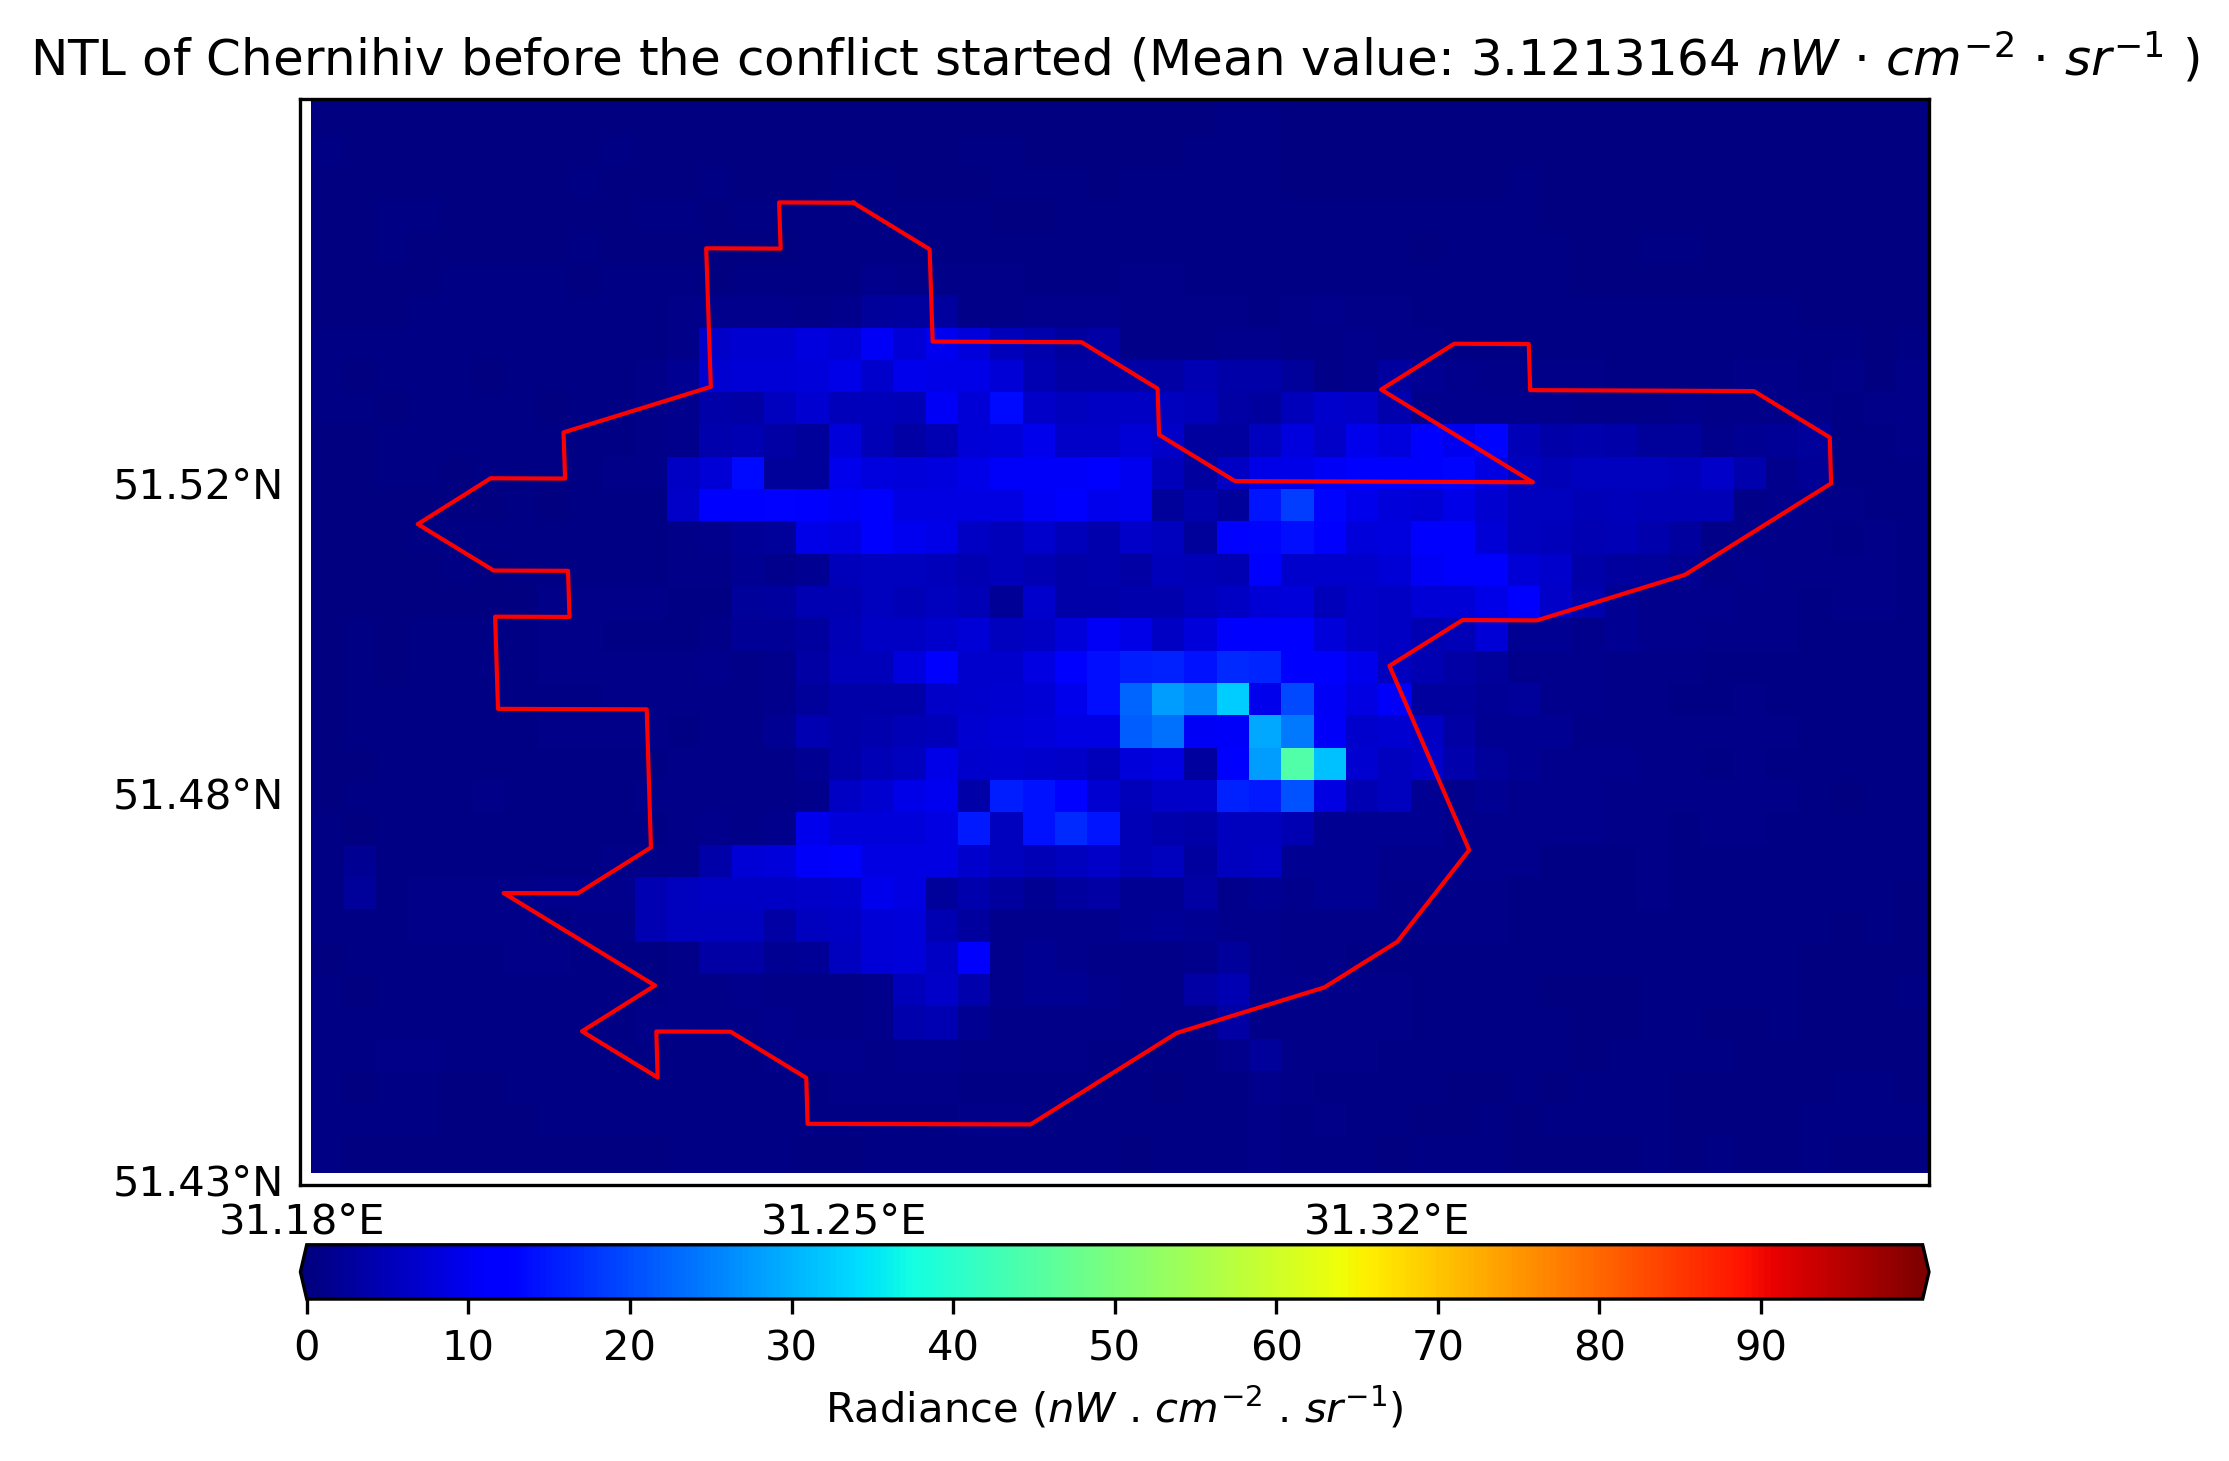 NTL of Chernihiv before the conflict started (Mean value: 3.1213164 nW · cm⁻² · sr⁻¹ )
51.52°N
51.48°N
51.43°N
31.18°E 31.25°E 31.32°E
0 10 20 30 40 50 60 70 80 90
Radiance (nW . cm⁻² . sr⁻¹)